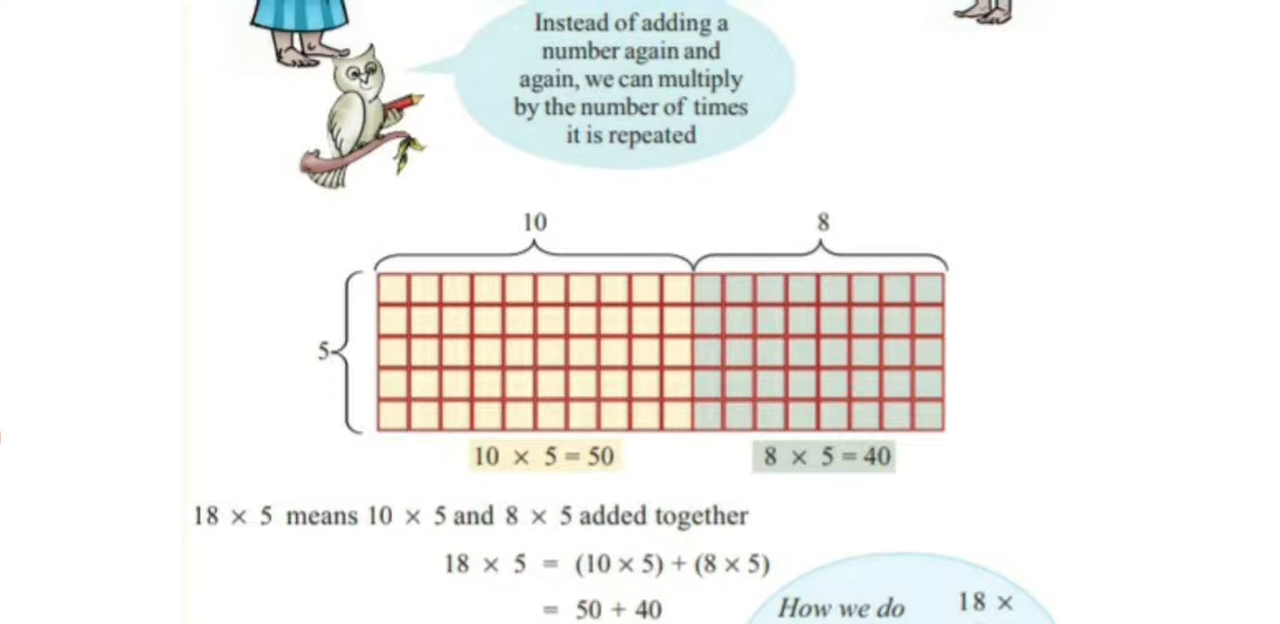 Instead of adding a
number again and
again, we can multiply
by the number of times
it is repeated
10
8
5
10 × 5 = 50
8 × 5 = 40
18 × 5 means 10 × 5 and 8 × 5 added together
18 × 5 = (10 × 5) + (8 × 5)
= 50 + 40
How we do
18 ×